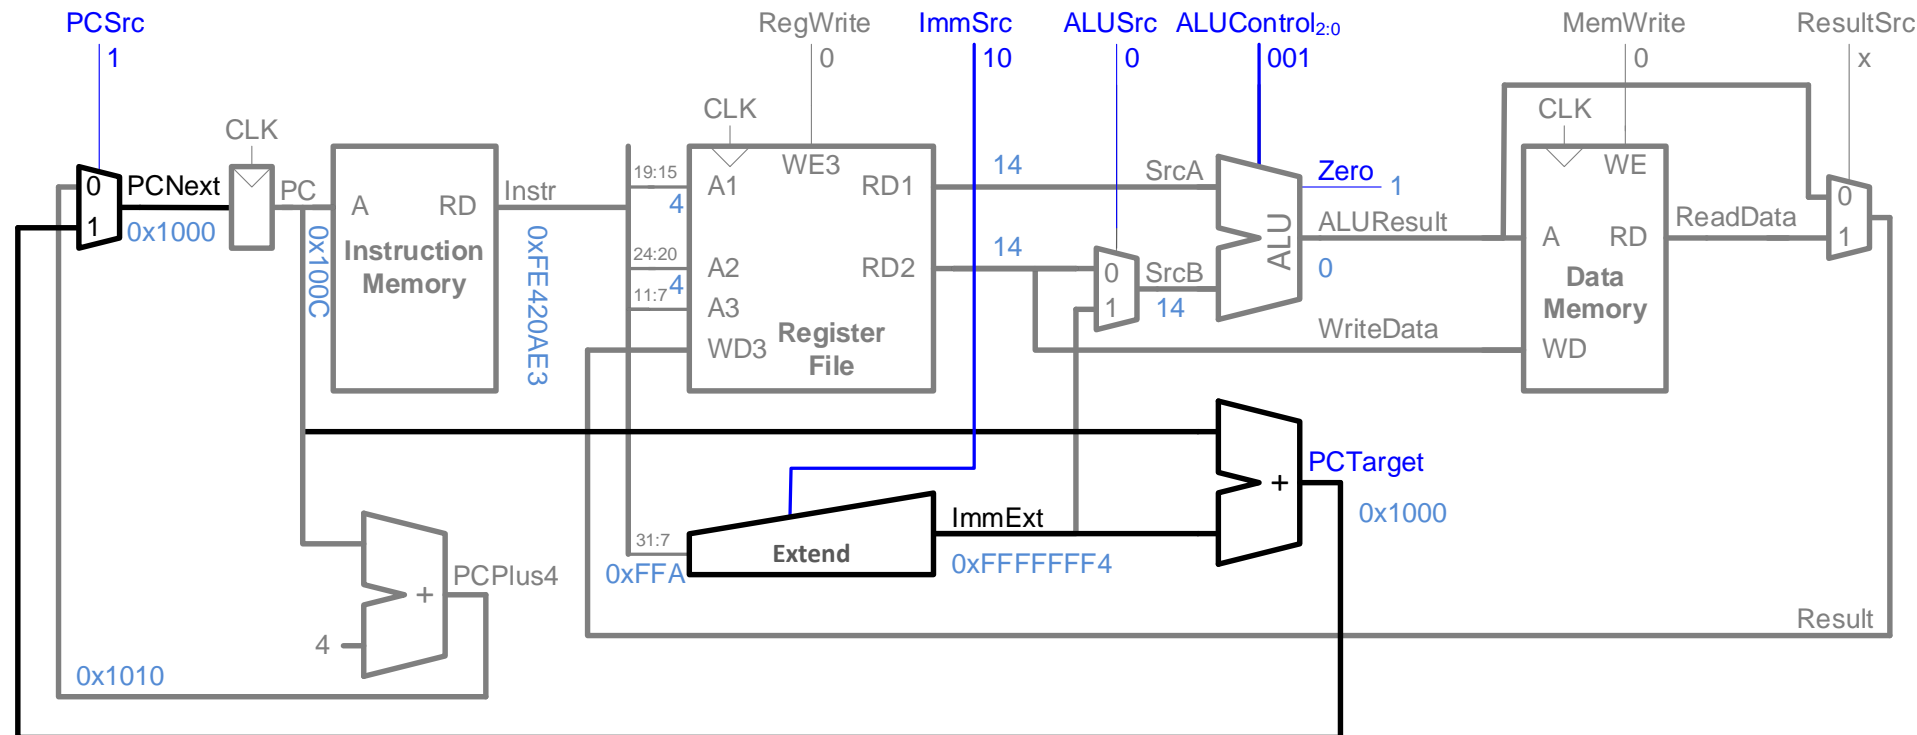 PCSrc
1
RegWrite
0
ImmSrc
10
ALUSrc
0
ALUControl2:0
001
MemWrite
0
ResultSrc
x
CLK
CLK
CLK
0
1
PCNext
0x1000
PC
0x100C
A
RD
Instruction
Memory
Instr
0xFE420AE3
19:15
4
24:20
4
11:7
A1
A2
A3
WD3
WE3
RD1
RD2
Register
File
14
SrcA
14
0
1
SrcB
14
ALU
Zero
1
ALUResult
0
WriteData
WE
A
RD
Data
Memory
WD
ReadData
0
1
31:7
0xFFA
Extend
ImmExt
0xFFFFFFF4
+
PCTarget
0x1000
+
PCPlus4
4
0x1010
Result